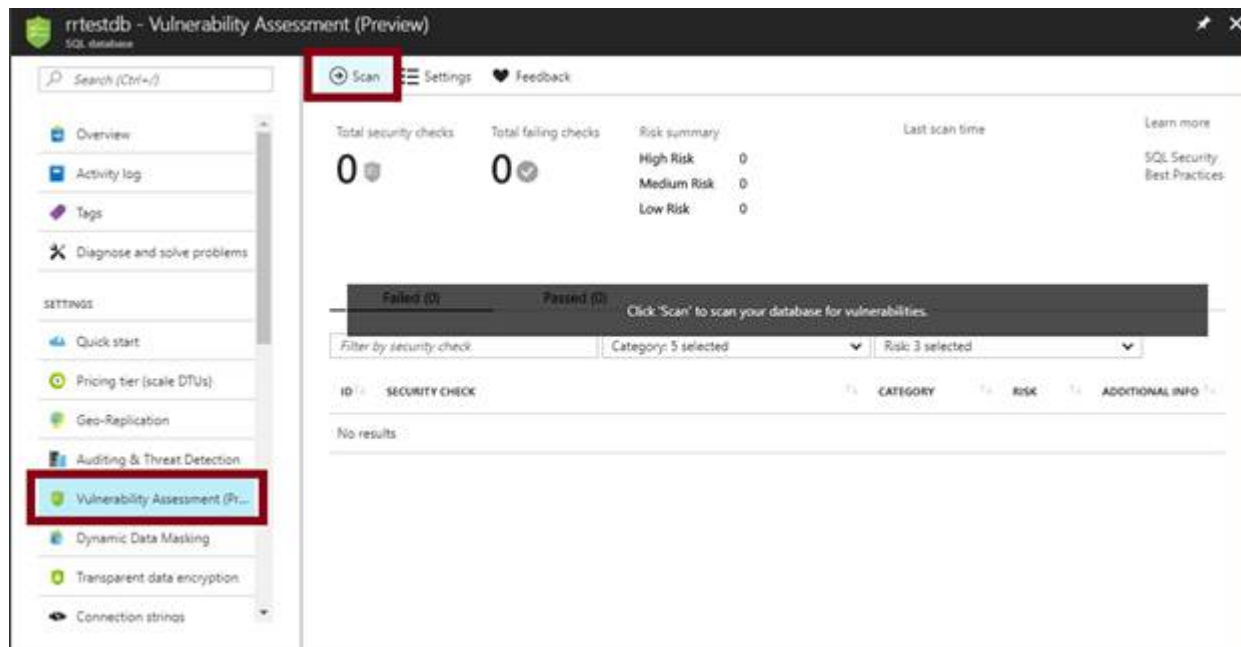 rrtestdb - Vulnerability Assessment (Preview)
SQL database
Search (Ctrl+/)
Overview
Activity log
Tags
Diagnose and solve problems
SETTINGS
Quick start
Pricing tier (scale DTUs)
Geo-Replication
Auditing & Threat Detection
Vulnerability Assessment (Pr...
Dynamic Data Masking
Transparent data encryption
Connection strings
Scan Settings Feedback
Total security checks Total failing checks Risk summary Last scan time Learn more
0 0
High Risk 0
Medium Risk 0
Low Risk 0
SQL Security
Best Practices
Failed (0) Passed (0)
Click 'Scan' to scan your database for vulnerabilities.
Filter by security check Category: 5 selected Risk: 3 selected
ID SECURITY CHECK CATEGORY RISK ADDITIONAL INFO
No results